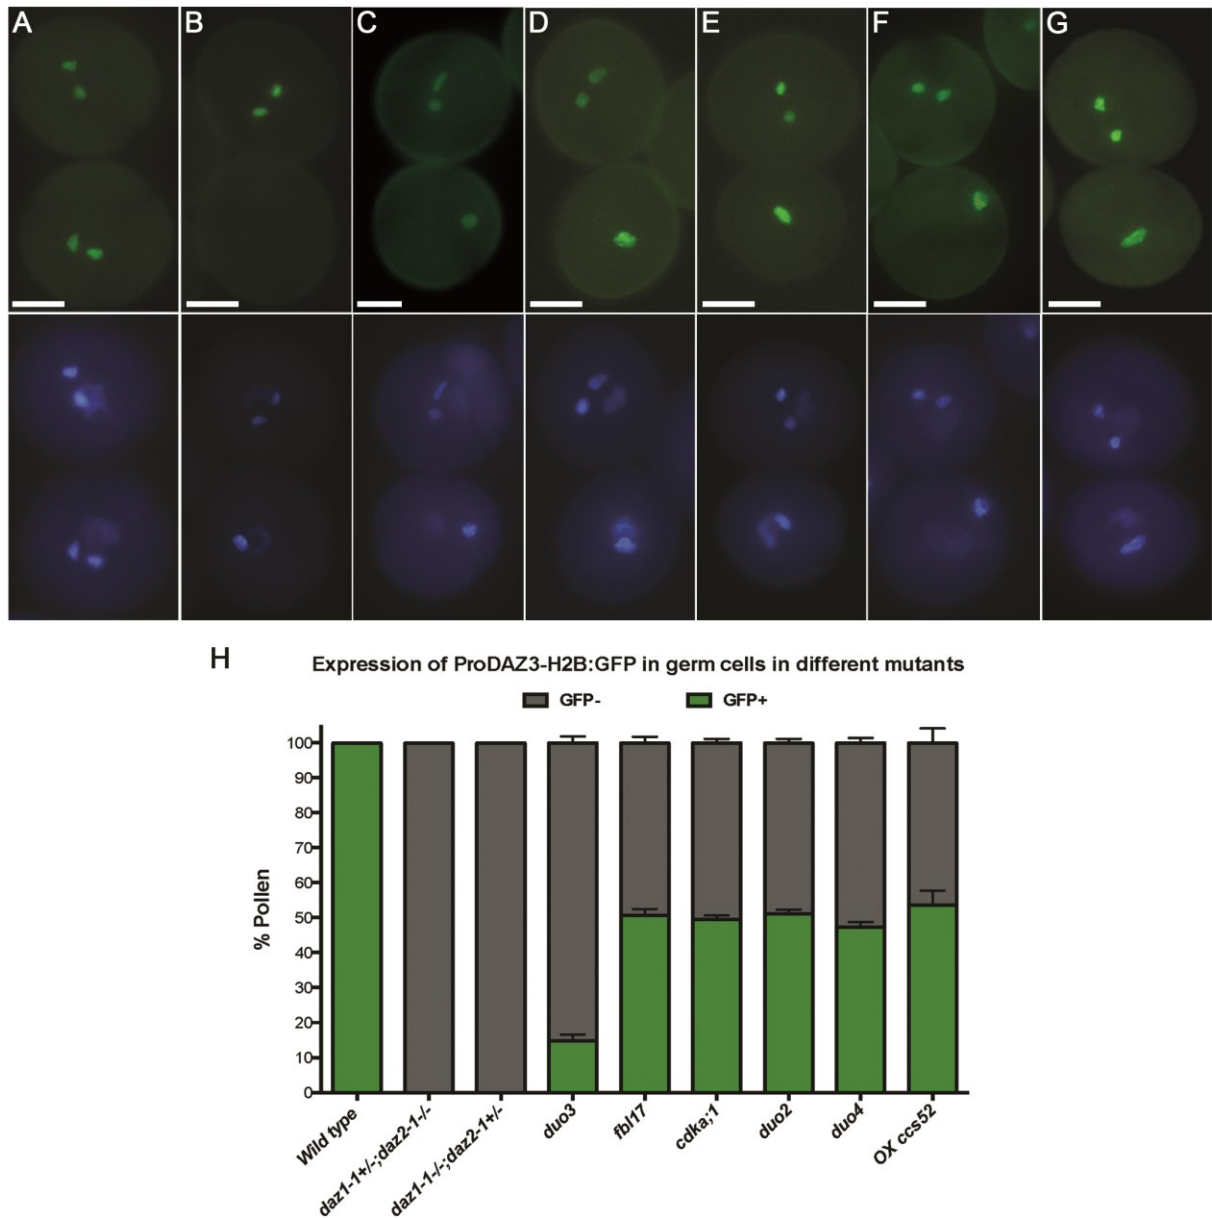 A B C D E F G
H
Expression of ProDAZ3-H2B:GFP in germ cells in different mutants
GFP- GFP+
% Pollen
100
90
80
70
60
50
40
30
20
10
0
Wild type
daz1-1+/-;daz2-1-/-
daz1-1-/-;daz2-1+/-
duo3
fbl17
cdka;1
duo2
duo4
OX ccs52